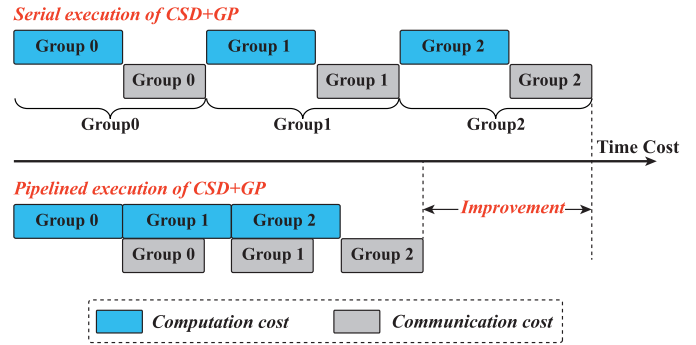 Serial execution of CSD+GP
Group 0 Group 1 Group 2
Group 0 Group 1 Group 2
Group0 Group1 Group2
Time Cost
Pipelined execution of CSD+GP
Improvement
Group 0 Group 1 Group 2
Group 0 Group 1 Group 2
Computation cost Communication cost